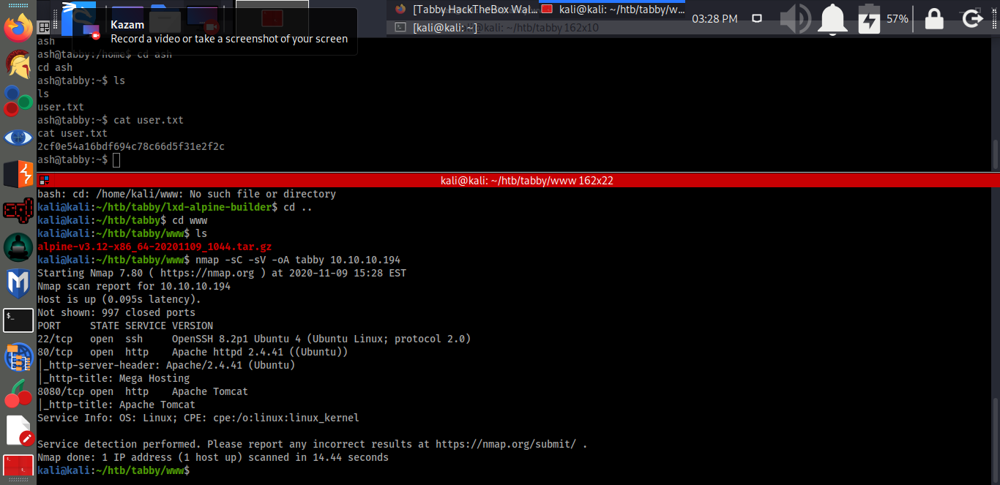 [Tabby HackTheBox Wal...
kali@kali: ~/htb/tabby/w...
[kali@kali: ~]
kali@kali: ~/htb/tabby 162x10
03:28 PM
57%
Kazam
Record a video or take a screenshot of your screen
ash
ash@tabby:/home$ cd ash
cd ash
ash@tabby:~$ ls
ls
user.txt
ash@tabby:~$ cat user.txt
cat user.txt
2cf0e54a16bdf694c78c66d5f31e2f2c
ash@tabby:~$
kali@kali: ~/htb/tabby/www 162x22
bash: cd: /home/kali/www: No such file or directory
kali@kali:~/htb/tabby/lxd-alpine-builder$ cd ..
kali@kali:~/htb/tabby$ cd www
kali@kali:~/htb/tabby/www$ ls
alpine-v3.12-x86_64-20201109_1044.tar.gz
kali@kali:~/htb/tabby/www$ nmap -sC -sV -oA tabby 10.10.10.194
Starting Nmap 7.80 ( https://nmap.org ) at 2020-11-09 15:28 EST
Nmap scan report for 10.10.10.194
Host is up (0.095s latency).
Not shown: 997 closed ports
PORT     STATE SERVICE VERSION
22/tcp   open  ssh     OpenSSH 8.2p1 Ubuntu 4 (Ubuntu Linux; protocol 2.0)
80/tcp   open  http    Apache httpd 2.4.41 ((Ubuntu))
|_http-server-header: Apache/2.4.41 (Ubuntu)
|_http-title: Mega Hosting
8080/tcp open  http    Apache Tomcat
|_http-title: Apache Tomcat
Service Info: OS: Linux; CPE: cpe:/o:linux:linux_kernel
Service detection performed. Please report any incorrect results at https://nmap.org/submit/ .
Nmap done: 1 IP address (1 host up) scanned in 14.44 seconds
kali@kali:~/htb/tabby/www$